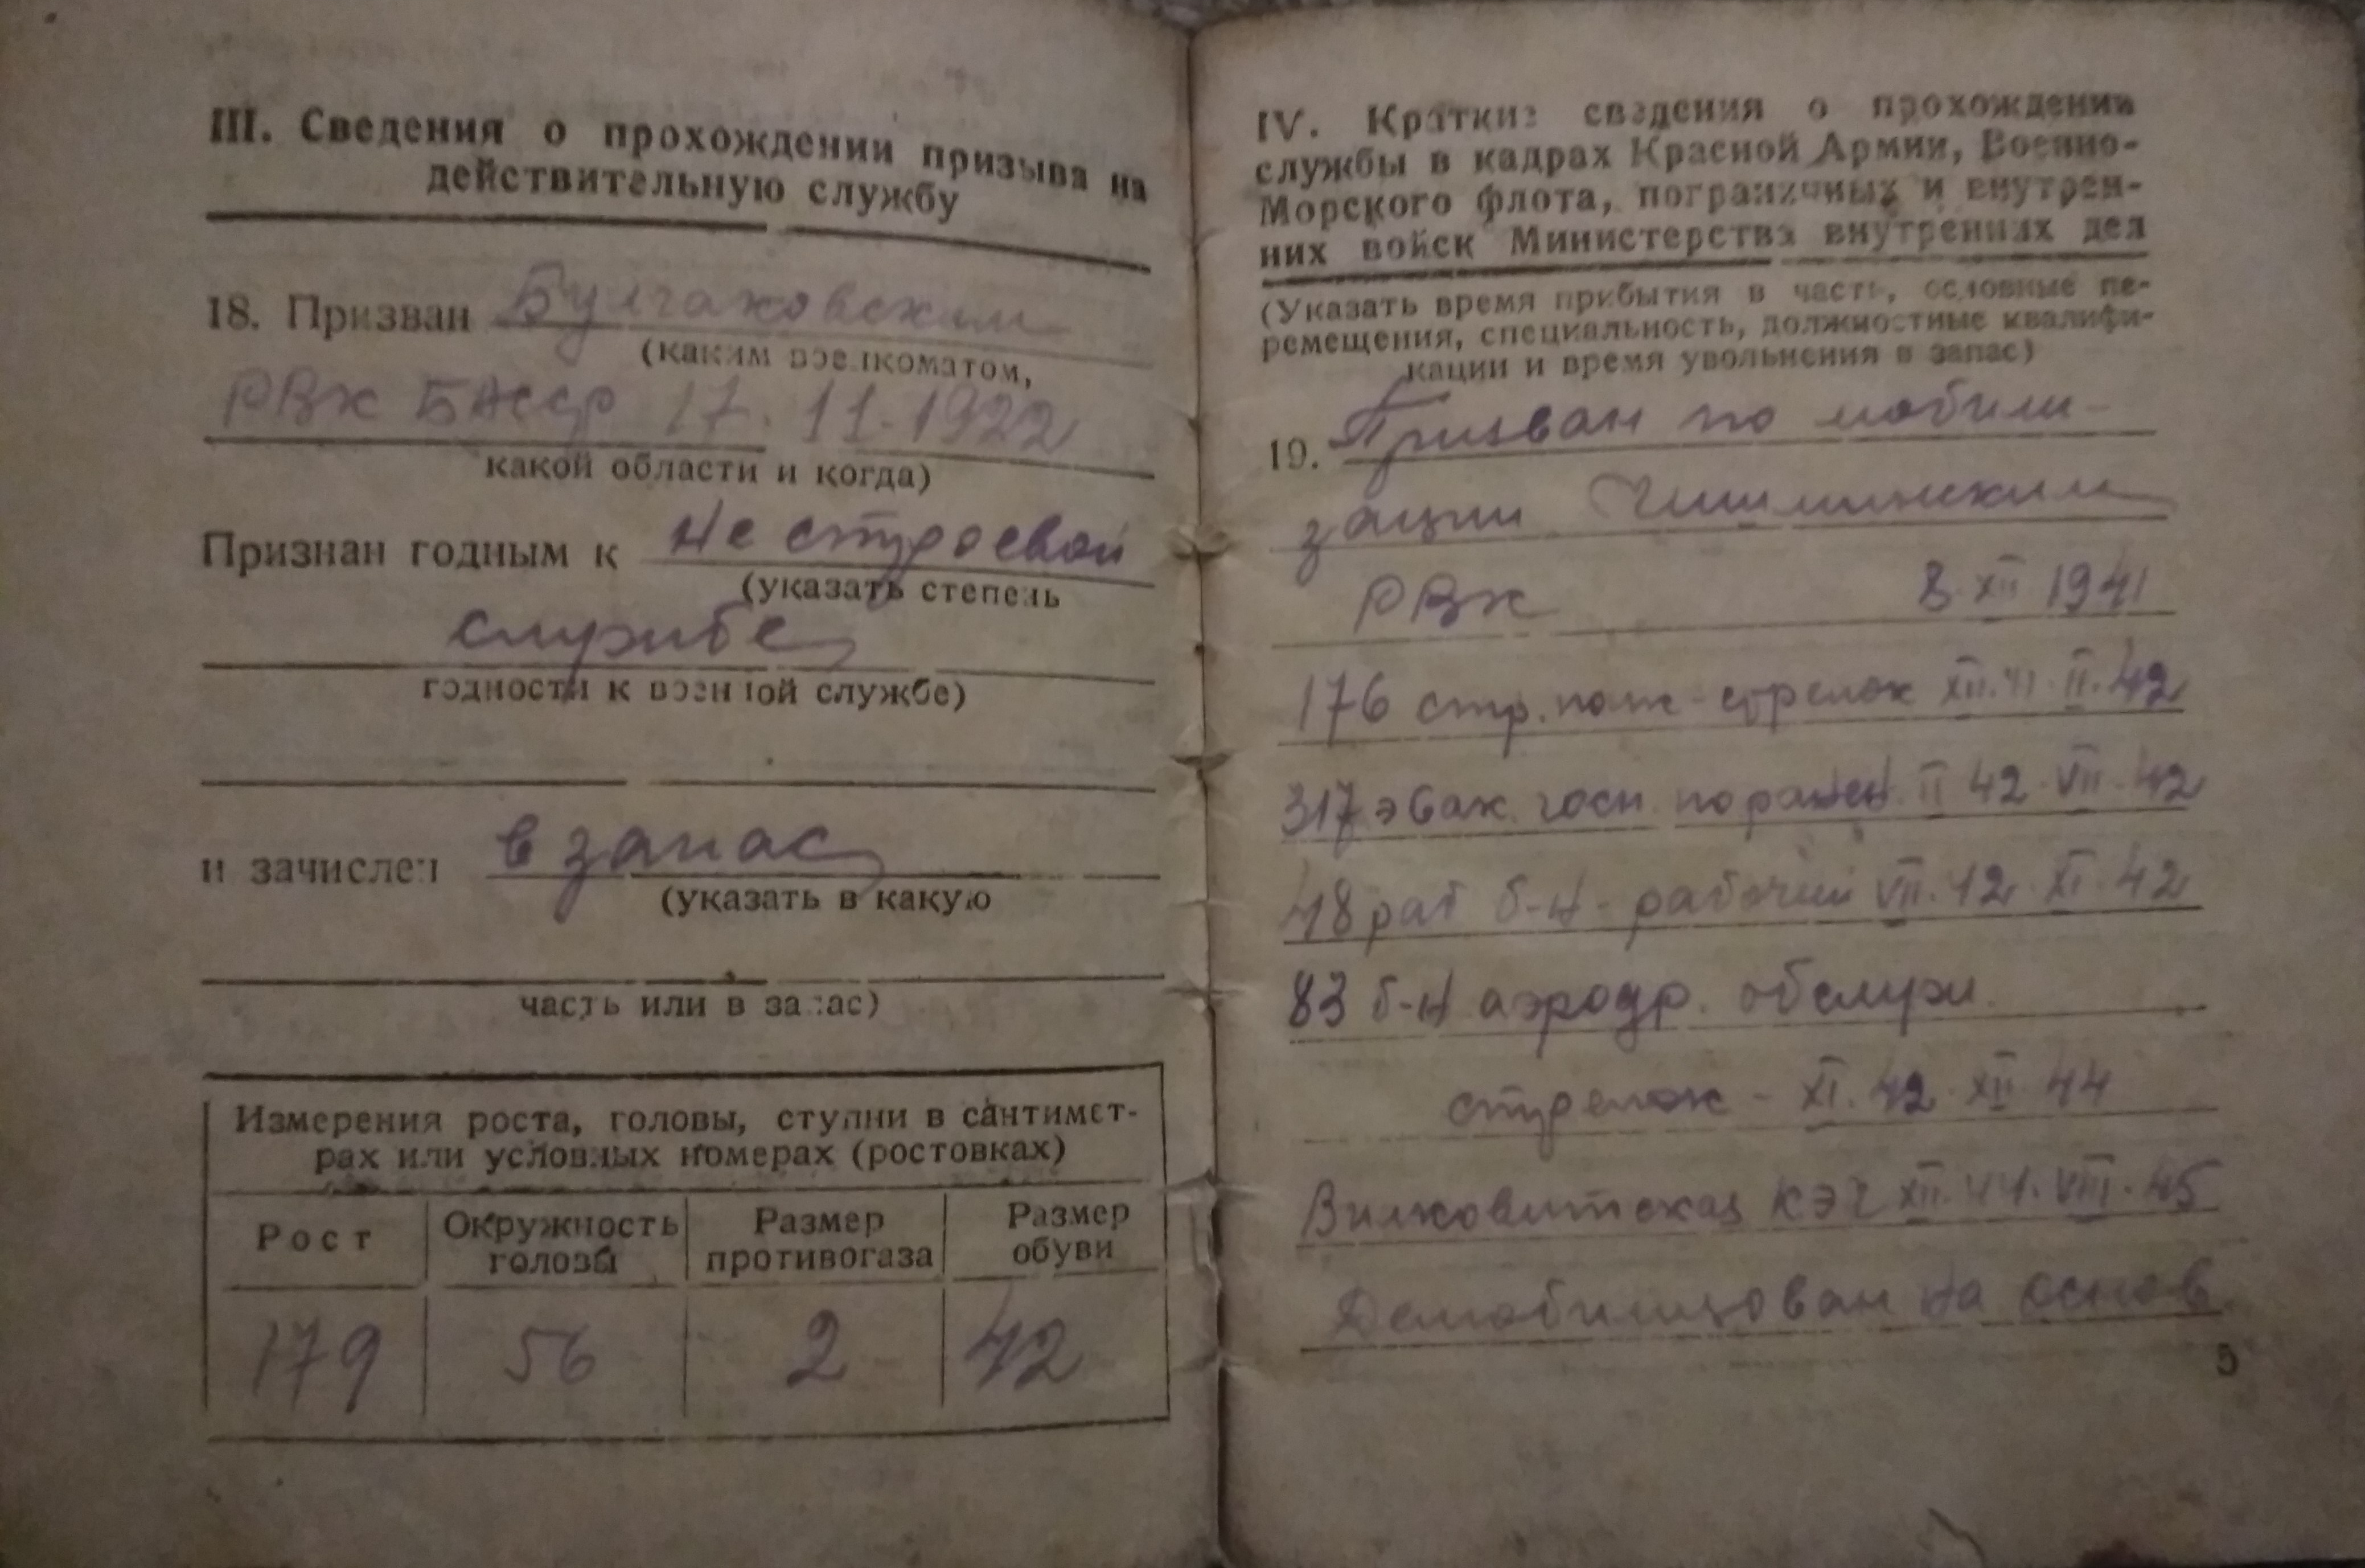 III. Сведения о прохождении призыва на
действительную службу
18. Призван Булгаковским
(каким военкоматом,
РВК БАССР 17.11.1922
какой области и когда)
Признан годным к не строевой
(указать степень
службе
годности к военной службе)
и зачислен в запас
(указать в какую
часть или в запас)
Измерения роста, головы, ступни в сантимет-
рах или условных номерах (ростовках)
Рост
Окружность
головы
Размер
противогаза
Размер
обуви
179 56 2 42
IV. Краткие сведения о прохождении
службы в кадрах Красной Армии, Военно-
Морского флота, пограничных и внутрен-
них войск Министерства внутренних дел
(Указать время прибытия в часть, основные пе-
ремещения, специальность, должностные квалифи-
кации и время увольнения в запас)
19. Призван по мобили-
зации Чишминским
РВК 8 XII 1941
176 стр. полк - стрелок XII.41 II.42
317 эвак. госп по ранен. II 42 VII.42
48 раб б-н - рабочий VII.42 XI.42
83 б-н аэродр. обслуж.
стрелок - XI.42 XII 44
КЭЧ XII.44. VIII.45
Демобилизован на основ
5